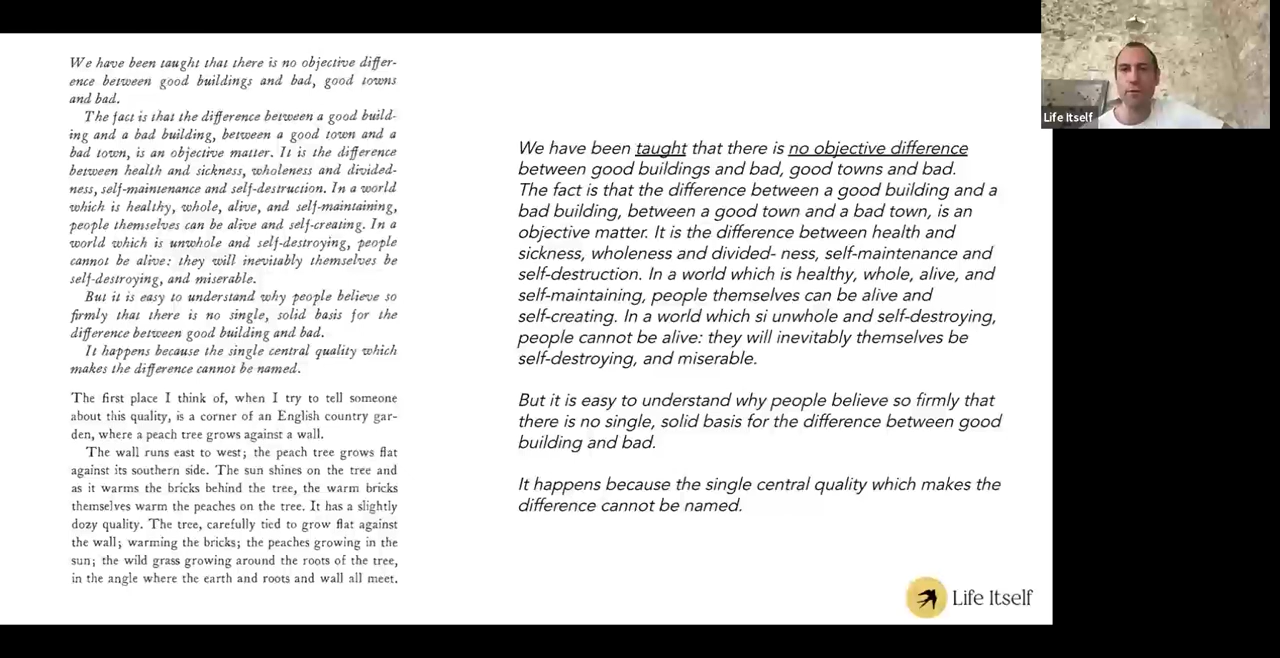 We have been taught that there is no objective differ-
ence between good buildings and bad, good towns
and bad.
The fact is that the difference between a good build-
ing and a bad building, between a good town and a
bad town, is an objective matter. It is the difference
between health and sickness, wholeness and divided-
ness, self-maintenance and self-destruction. In a world
which is healthy, whole, alive, and self-maintaining,
people themselves can be alive and self-creating. In a
world which is unwhole and self-destroying, people
cannot be alive: they will inevitably themselves be
self-destroying, and miserable.
But it is easy to understand why people believe so
firmly that there is no single, solid basis for the
difference between good building and bad.
It happens because the single central quality which
makes the difference cannot be named.
The first place I think of, when I try to tell someone
about this quality, is a corner of an English country gar-
den, where a peach tree grows against a wall.
The wall runs east to west; the peach tree grows flat
against its southern side. The sun shines on the tree and
as it warms the bricks behind the tree, the warm bricks
themselves warm the peaches on the tree. It has a slightly
dozy quality. The tree, carefully tied to grow flat against
the wall; warming the bricks; the peaches growing in the
sun; the wild grass growing around the roots of the tree,
in the angle where the earth and roots and wall all meet.
We have been taught that there is no objective difference
between good buildings and bad, good towns and bad.
The fact is that the difference between a good building and a
bad building, between a good town and a bad town, is an
objective matter. It is the difference between health and
sickness, wholeness and divided- ness, self-maintenance and
self-destruction. In a world which is healthy, whole, alive, and
self-maintaining, people themselves can be alive and
self-creating. In a world which si unwhole and self-destroying,
people cannot be alive: they will inevitably themselves be
self-destroying, and miserable.
But it is easy to understand why people believe so firmly that
there is no single, solid basis for the difference between good
building and bad.
It happens because the single central quality which makes the
difference cannot be named.
Life Itself
Life Itself